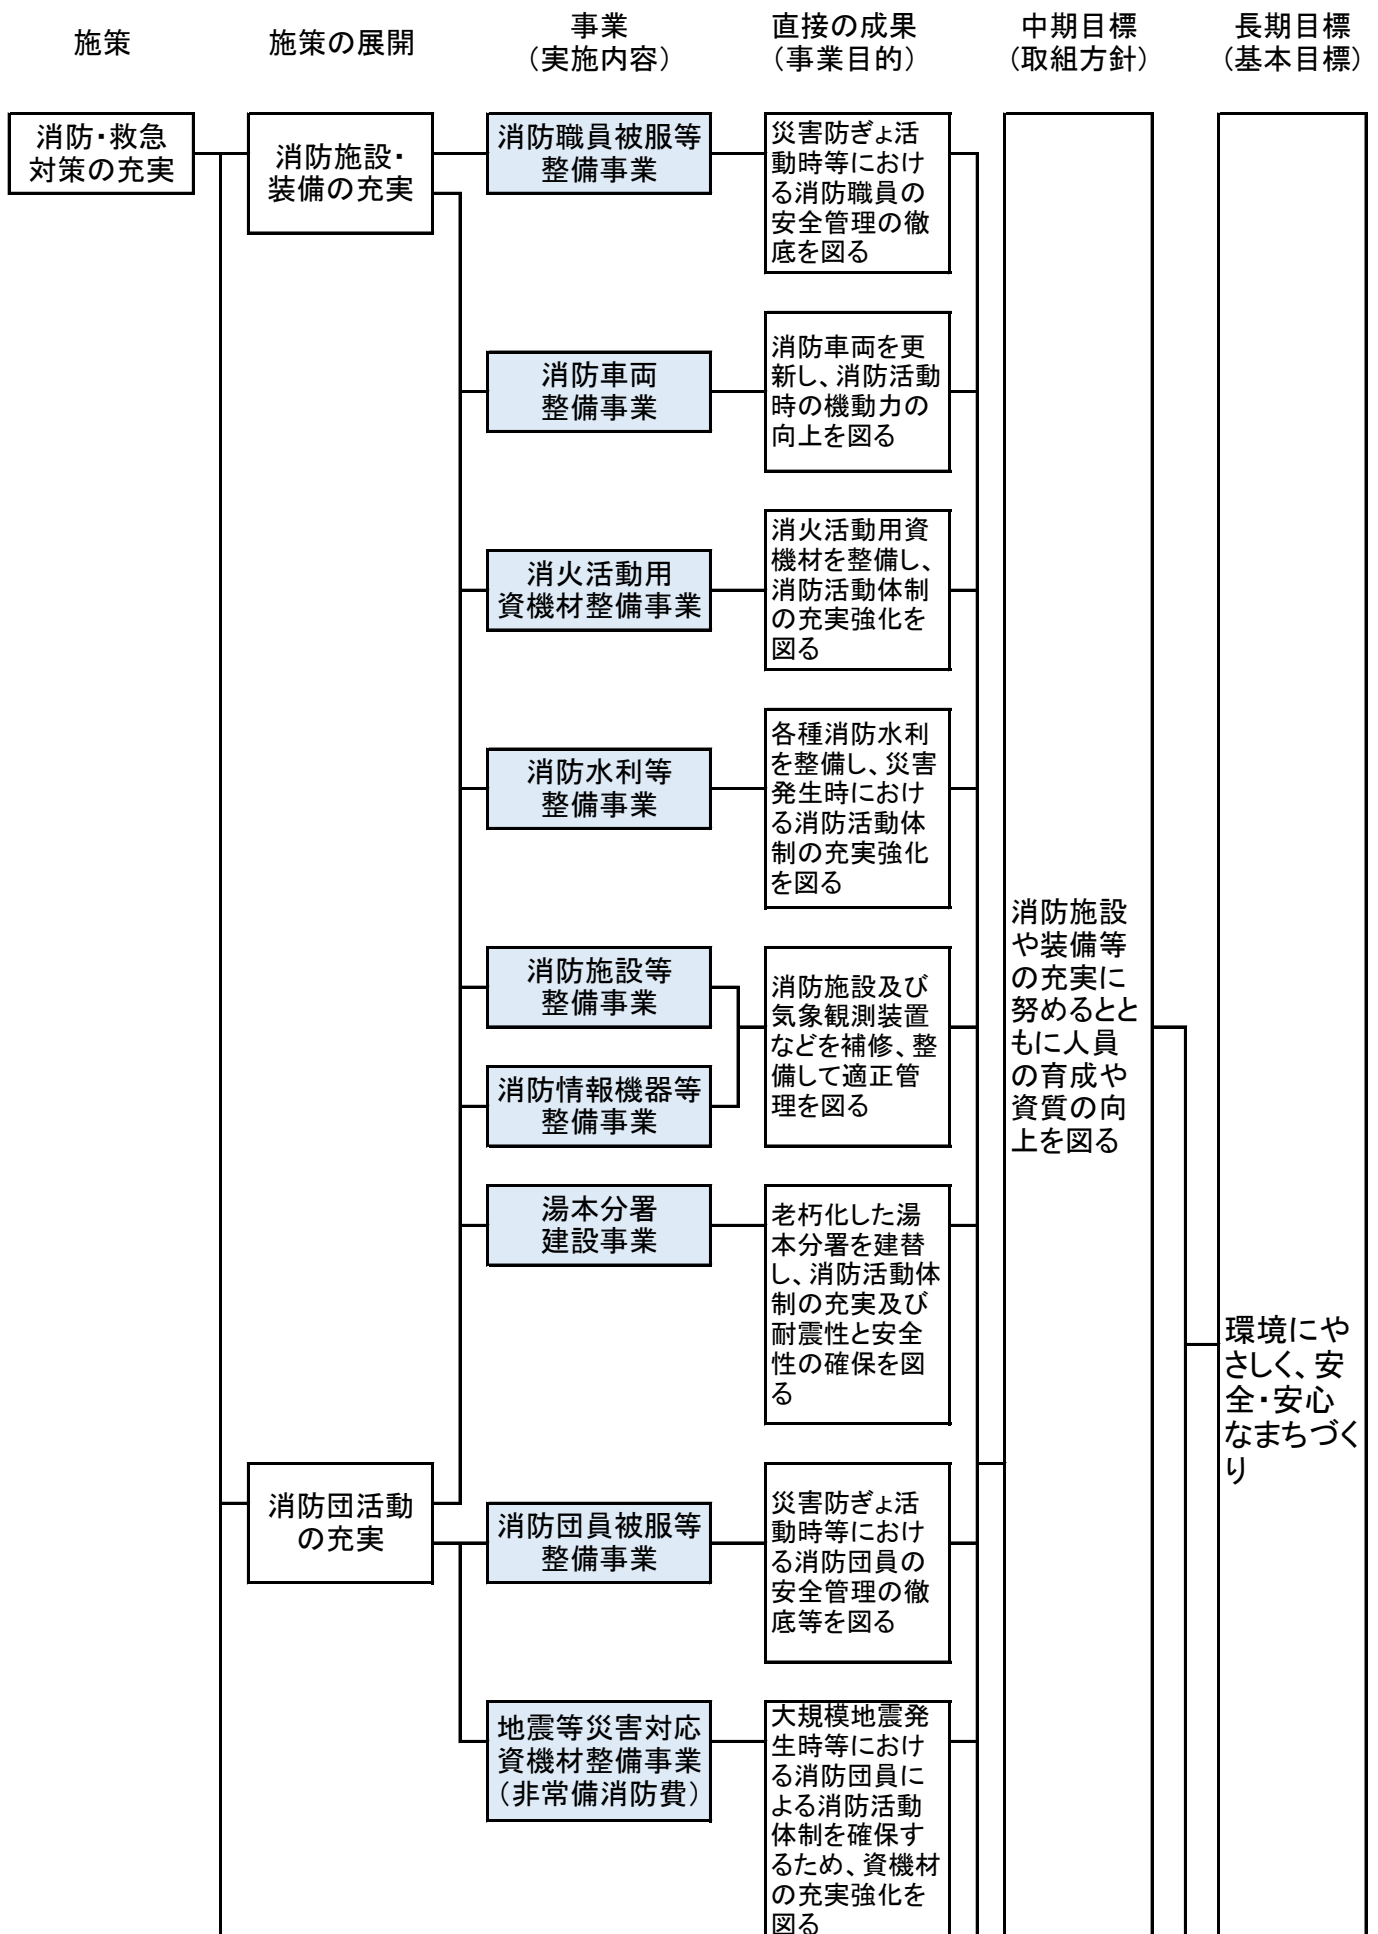 施策
施策の展開
事業
（実施内容）
直接の成果
（事業目的）
中期目標
（取組方針）
長期目標
（基本目標）
消防・救急
対策の充実
消防施設・
装備の充実
消防職員被服等
整備事業
災害防ぎょ活
動時等におけ
る消防職員の
安全管理の徹
底を図る
消防車両
整備事業
消防車両を更
新し、消防活動
時の機動力の
向上を図る
消火活動用
資機材整備事業
消火活動用資
機材を整備し、
消防活動体制
の充実強化を
図る
消防水利等
整備事業
各種消防水利
を整備し、災害
発生時におけ
る消防活動体
制の充実強化
を図る
消防施設等
整備事業
消防情報機器等
整備事業
消防施設及び
気象観測装置
などを補修、整
備して適正管
理を図る
湯本分署
建設事業
老朽化した湯
本分署を建替
し、消防活動体
制の充実及び
耐震性と安全
性の確保を図
る
消防団活動
の充実
消防団員被服等
整備事業
災害防ぎょ活
動時等におけ
る消防団員の
安全管理の徹
底等を図る
地震等災害対応
資機材整備事業
（非常備消防費）
大規模地震発
生時等におけ
る消防団員に
よる消防活動
体制を確保す
るため、資機材
の充実強化を
図る
消防施設
や装備等
の充実に
努めるとと
もに人員
の育成や
資質の向
上を図る
環境にや
さしく、安
全・安心
なまちづく
り